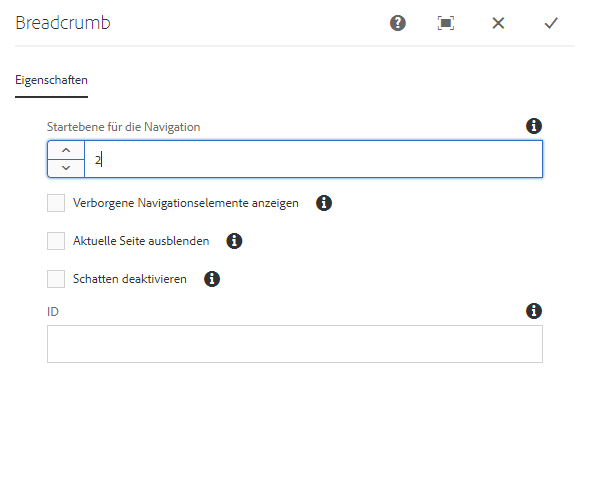 Breadcrumb
Eigenschaften
Startebene für die Navigation
2
Verborgene Navigationselemente anzeigen
Aktuelle Seite ausblenden
Schatten deaktivieren
ID